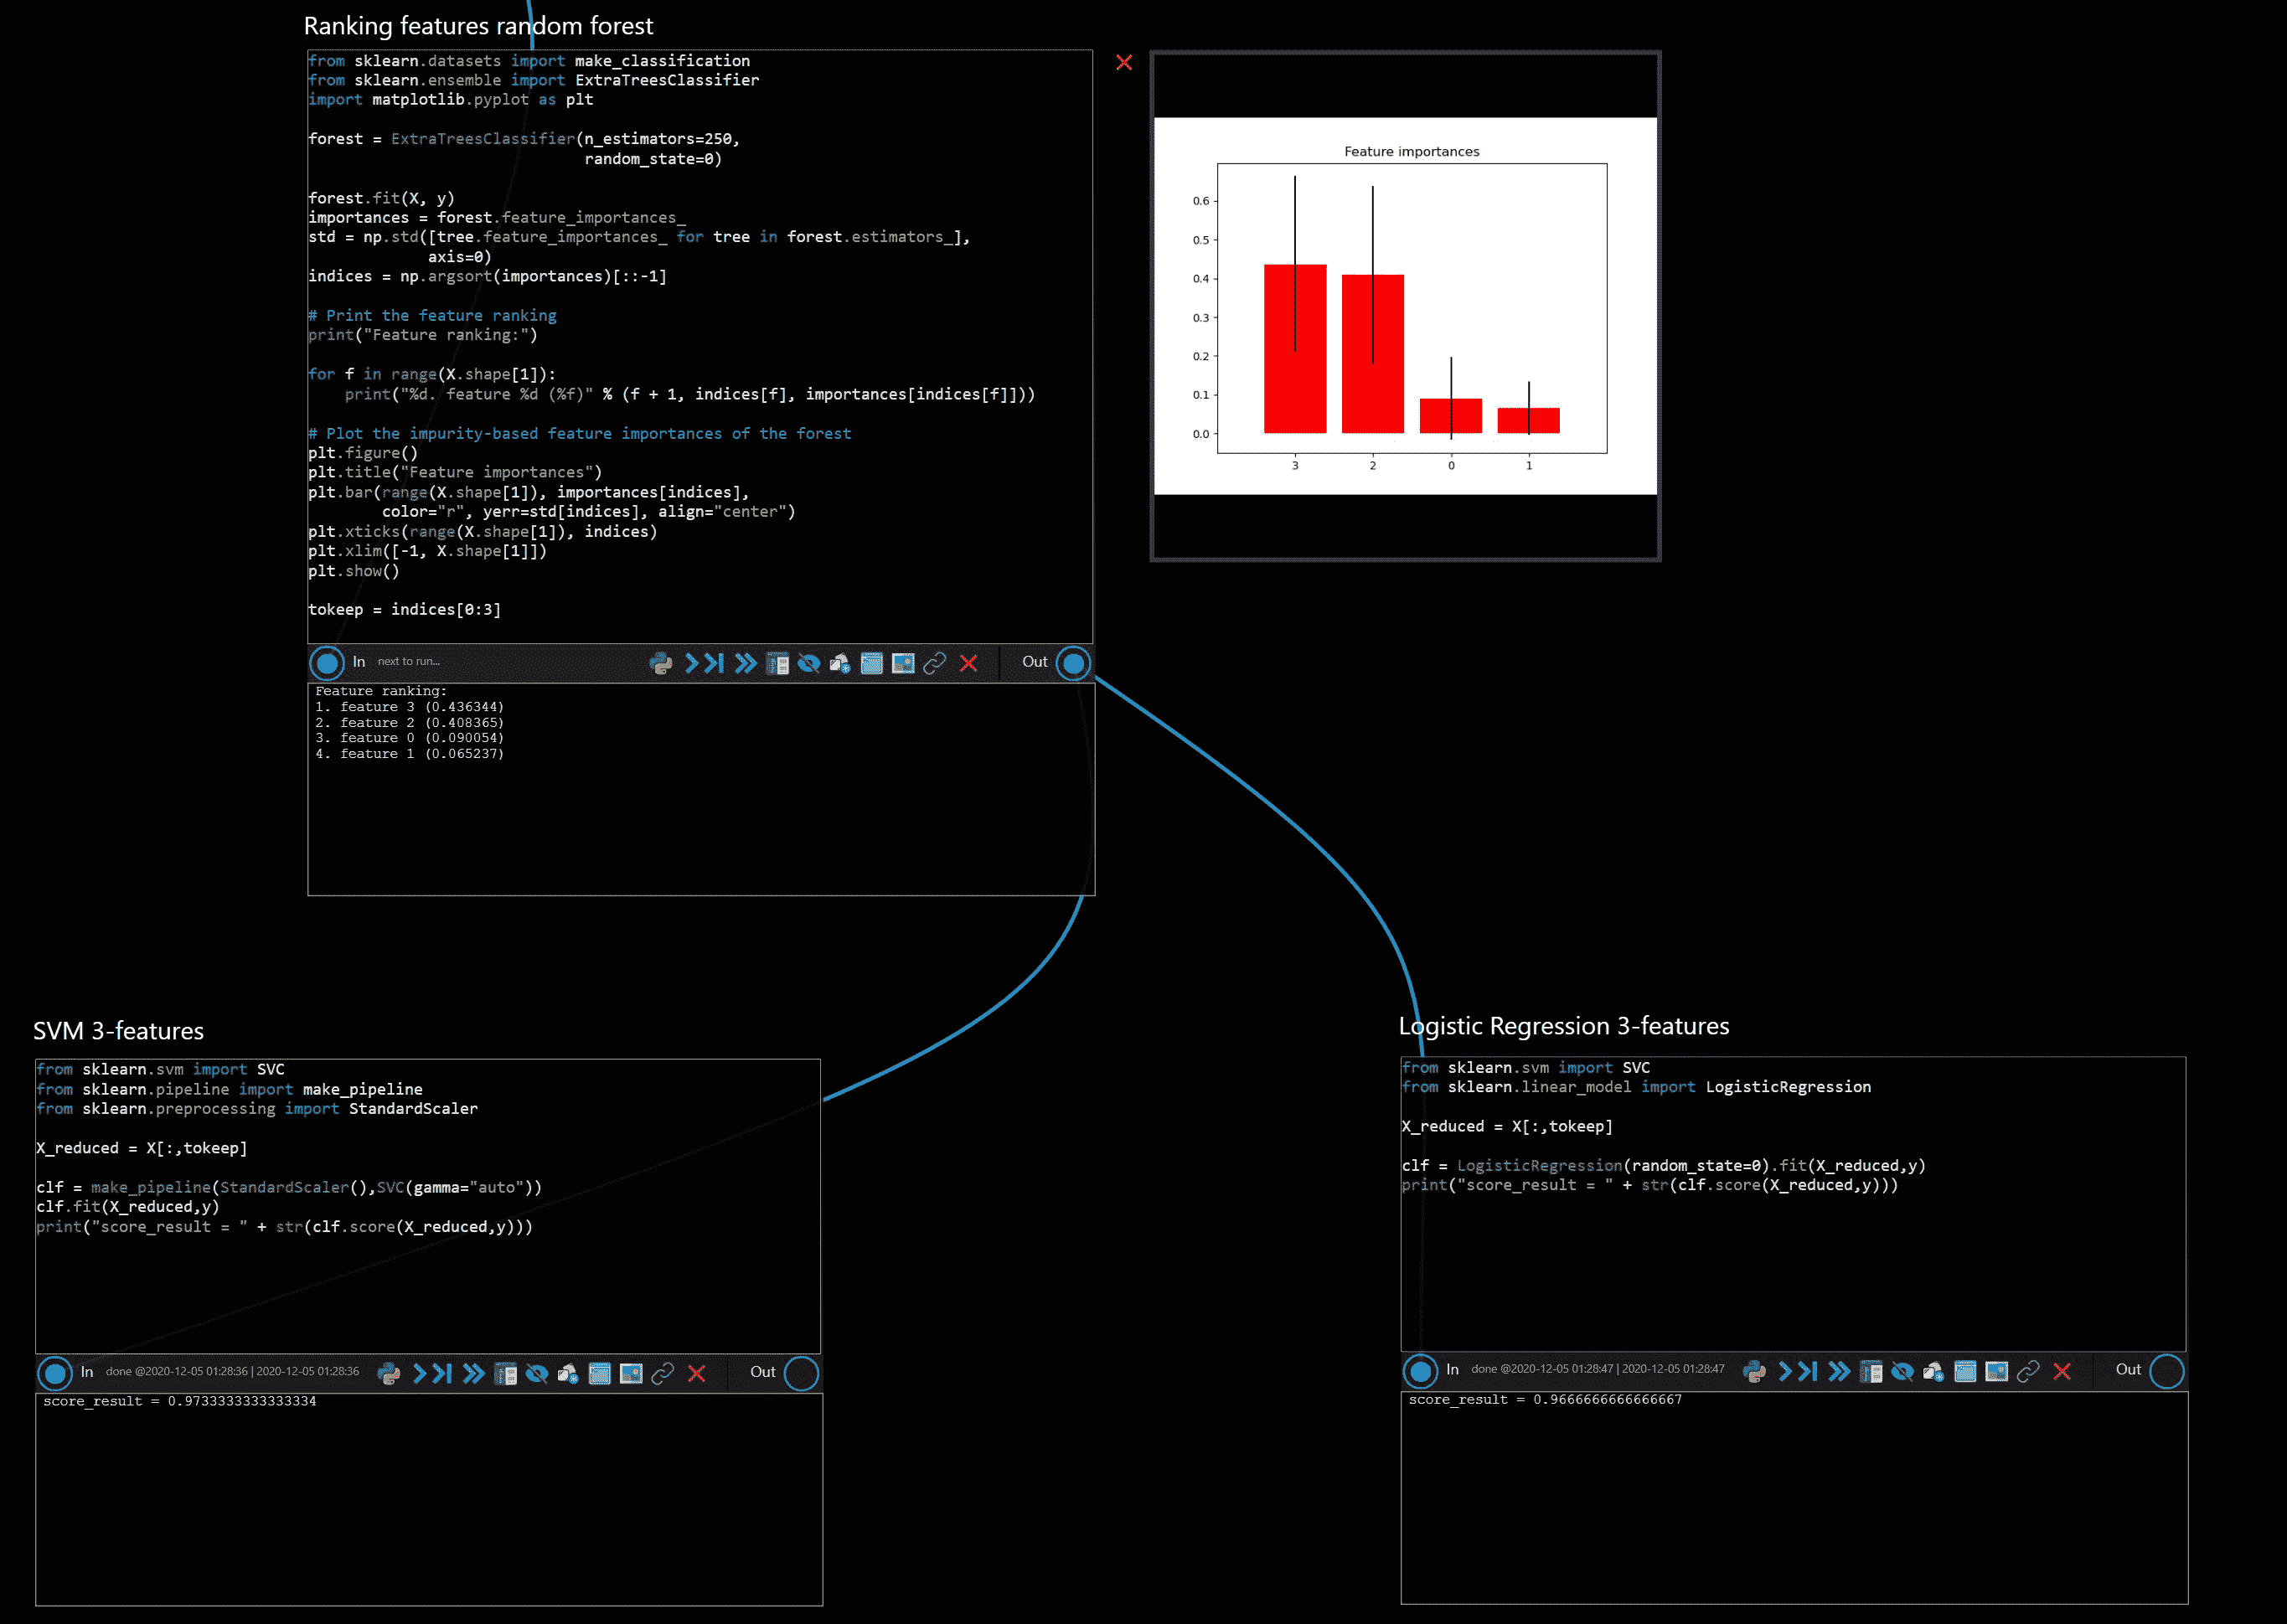 Ranking features random forest
from sklearn.datasets import make_classification
from sklearn.ensemble import ExtraTreesClassifier
import matplotlib.pyplot as plt
forest = ExtraTreesClassifier(n_estimators=250,
random_state=0)
forest.fit(X, y)
importances = forest.feature_importances_
std = np.std([tree.feature_importances_ for tree in forest.estimators_],
axis=0)
indices = np.argsort(importances)[::-1]
# Print the feature ranking
print("Feature ranking:")
for f in range(X.shape[1]):
print("%d. feature %d (%f)" % (f + 1, indices[f], importances[indices[f]]))
# Plot the impurity-based feature importances of the forest
plt.figure()
plt.title("Feature importances")
plt.bar(range(X.shape[1]), importances[indices],
color="r", yerr=std[indices], align="center")
plt.xticks(range(X.shape[1]), indices)
plt.xlim([-1, X.shape[1]])
plt.show()
tokeep = indices[0:3]
In next to run... Out
Feature ranking:
1. feature 3 (0.436344)
2. feature 2 (0.408365)
3. feature 0 (0.090054)
4. feature 1 (0.065237)
Feature importances
0.6
0.5
0.4
0.3
0.2
0.1
0.0
3 2 0 1
SVM 3-features
from sklearn.svm import SVC
from sklearn.pipeline import make_pipeline
from sklearn.preprocessing import StandardScaler
X_reduced = X[:,tokeep]
clf = make_pipeline(StandardScaler(),SVC(gamma="auto"))
clf.fit(X_reduced,y)
print("score_result = " + str(clf.score(X_reduced,y)))
In done @2020-12-05 01:28:36 | 2020-12-05 01:28:36 Out
score_result = 0.9733333333333334
Logistic Regression 3-features
from sklearn.svm import SVC
from sklearn.linear_model import LogisticRegression
X_reduced = X[:,tokeep]
clf = LogisticRegression(random_state=0).fit(X_reduced,y)
print("score_result = " + str(clf.score(X_reduced,y)))
In done @2020-12-05 01:28:47 | 2020-12-05 01:28:47 Out
score_result = 0.9666666666666667